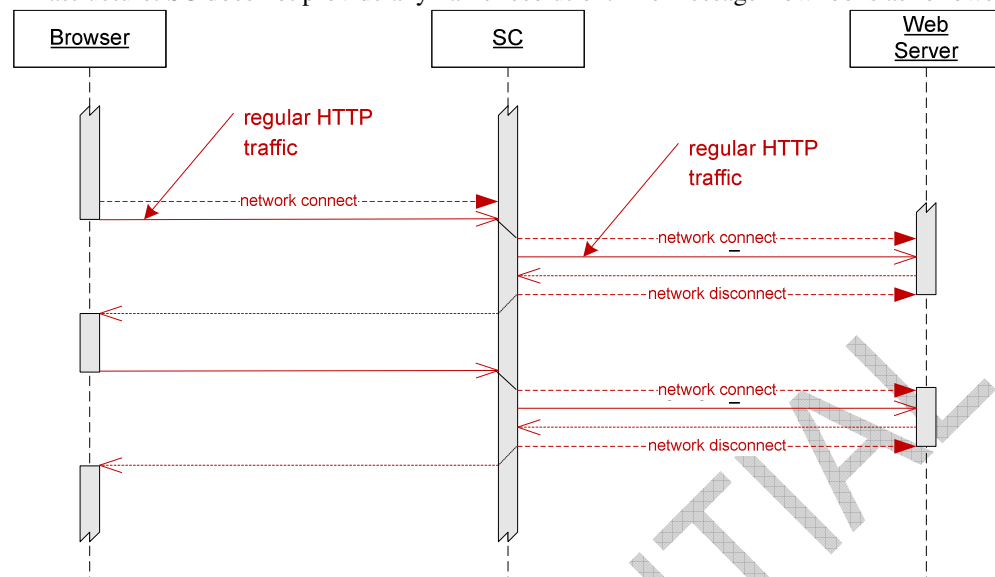 Browser
SC
Web
Server
regular HTTP
traffic
regular HTTP
traffic
network connect
network connect
network disconnect
network connect
network disconnect